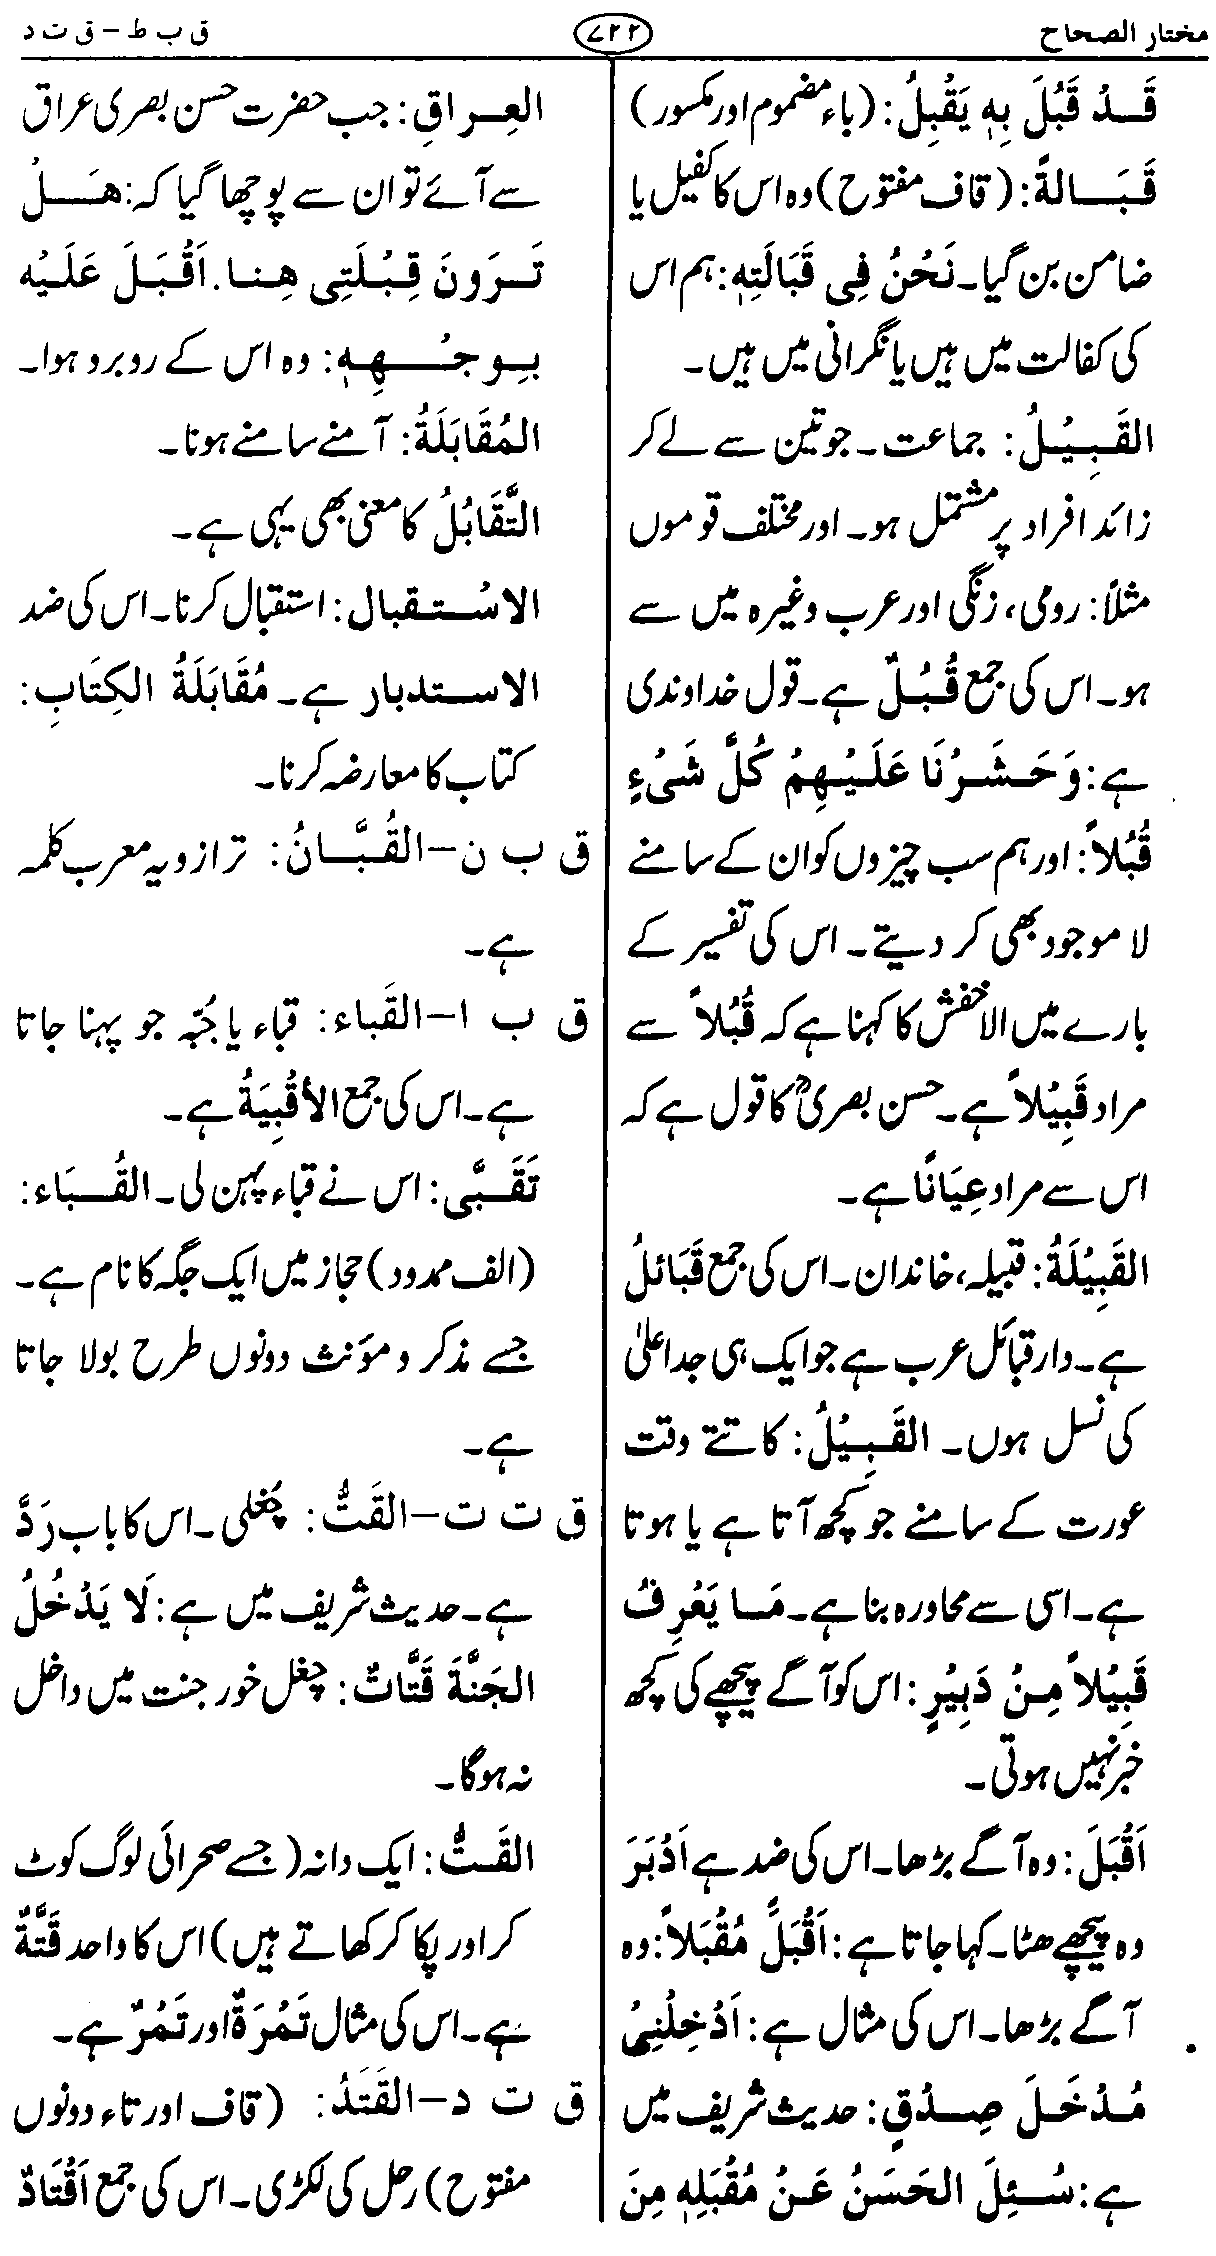 مختار الصحاح
۷۲۲
ق ب ط – ق ت د
قَدْ قَبُلَ بِهٖ يَقْبِلُ: (باء مضموم اور مکسور)
قَبَالَةً: (قاف مفتوح) وہ اس کا کفیل یا
ضامن بن گیا۔ نَحْنُ فِی قَبَالَتِهٖ: ہم اس
کی کفالت میں ہیں یا نگرانی میں ہیں۔
القَبِيْلُ: جماعت۔ جو تین سے لے کر
زائد افراد پر مشتمل ہو۔ اور مختلف قوموں
مثلاً: رومی، زنگی اور عرب وغیرہ میں سے
ہو۔ اس کی جمع قُبُلٌ ہے۔ قول خداوندی
ہے: وَحَشَرْنَا عَلَيْهِمْ كُلَّ شَيْءٍ
قُبُلاً: اور ہم سب چیزوں کو ان کے سامنے
لا موجود بھی کر دیتے۔ اس کی تفسیر کے
بارے میں الاخفش کا کہنا ہے کہ قُبُلاً سے
مراد قَبِيْلاً ہے۔ حسن بصریؒ کا قول ہے کہ
اس سے مراد عِيَانًا ہے۔
القَبِيْلَةُ: قبیلہ، خاندان۔ اس کی جمع قَبَائلُ
ہے۔ دار قبائل عرب ہے جو ایک ہی جد اعلیٰ
کی نسل ہوں۔ القَبِيْلُ: کاتتے وقت
عورت کے سامنے جو کچھ آتا ہے یا ہوتا
ہے۔ اسی سے محاورہ بنا ہے۔ مَا يَعْرِفُ
قَبِيْلاً مِنْ دَبِيْرٍ: اس کو آگے پیچھے کی کچھ
خبر نہیں ہوتی۔
اَقْبَلَ: وہ آگے بڑھا۔ اس کی ضد ہے اَدْبَرَ
وہ پیچھے ھٹا۔ کہا جاتا ہے: اَقْبَلَ مُقْبَلاً: وہ
آگے بڑھا۔ اس کی مثال ہے: اَدْخِلْنِیْ
مُدْخَلَ صِدْقٍ: حدیث شریف میں
ہے: سُئِلَ الحَسَنُ عَنْ مُقْبَلِهٖ مِنَ
العِراقِ: جب حضرت حسن بصری عراق
سے آئے تو ان سے پوچھا گیا کہ: هَلْ
تَرَونَ قِبْلَتِی هِنا. اَقْبَلَ عَلَيْه
بِوجْهِهٖ: وہ اس کے روبرو ہوا۔
المُقَابَلَةُ: آمنے سامنے ہونا۔
التَّقَابُلُ کا معنی بھی یہی ہے۔
الاسْتقبال: استقبال کرنا۔ اس کی ضد
الاستدبار ہے۔ مُقَابَلَةُ الكِتَابِ:
کتاب کا معارضہ کرنا۔
ق ب ن – القُبَّانُ: ترازو یہ معرب کلمہ
ہے۔
ق ب ا – القَباء: قباء یا جُبّہ جو پہنا جاتا
ہے۔ اس کی جمع الأقْبِيَةُ ہے۔
تَقَبَّی: اس نے قباء پہن لی۔ القُبَاء:
(الف ممدود) حجاز میں ایک جگہ کا نام ہے۔
جسے مذکر و مؤنث دونوں طرح بولا جاتا
ہے۔
ق ت ت – القَتُّ: چُغلی۔ اس کا باب رَدَّ
ہے۔ حدیث شریف میں ہے: لَا يَدْخُلُ
الجَنَّةَ قَتَّاتٌ: چغل خور جنت میں داخل
نہ ہوگا۔
القَتُّ: ایک دانہ (جسے صحرائی لوگ کوٹ
کر اور پکا کر کھاتے ہیں) اس کا واحد قَتَّةٌ
ہے۔ اس کی مثال تَمْرَةٌ اور تَمْرٌ ہے۔
ق ت د – القَتَدُ: (قاف اور تاء دونوں
مفتوح) رحل کی لکڑی۔ اس کی جمع اَقْتَادٌ